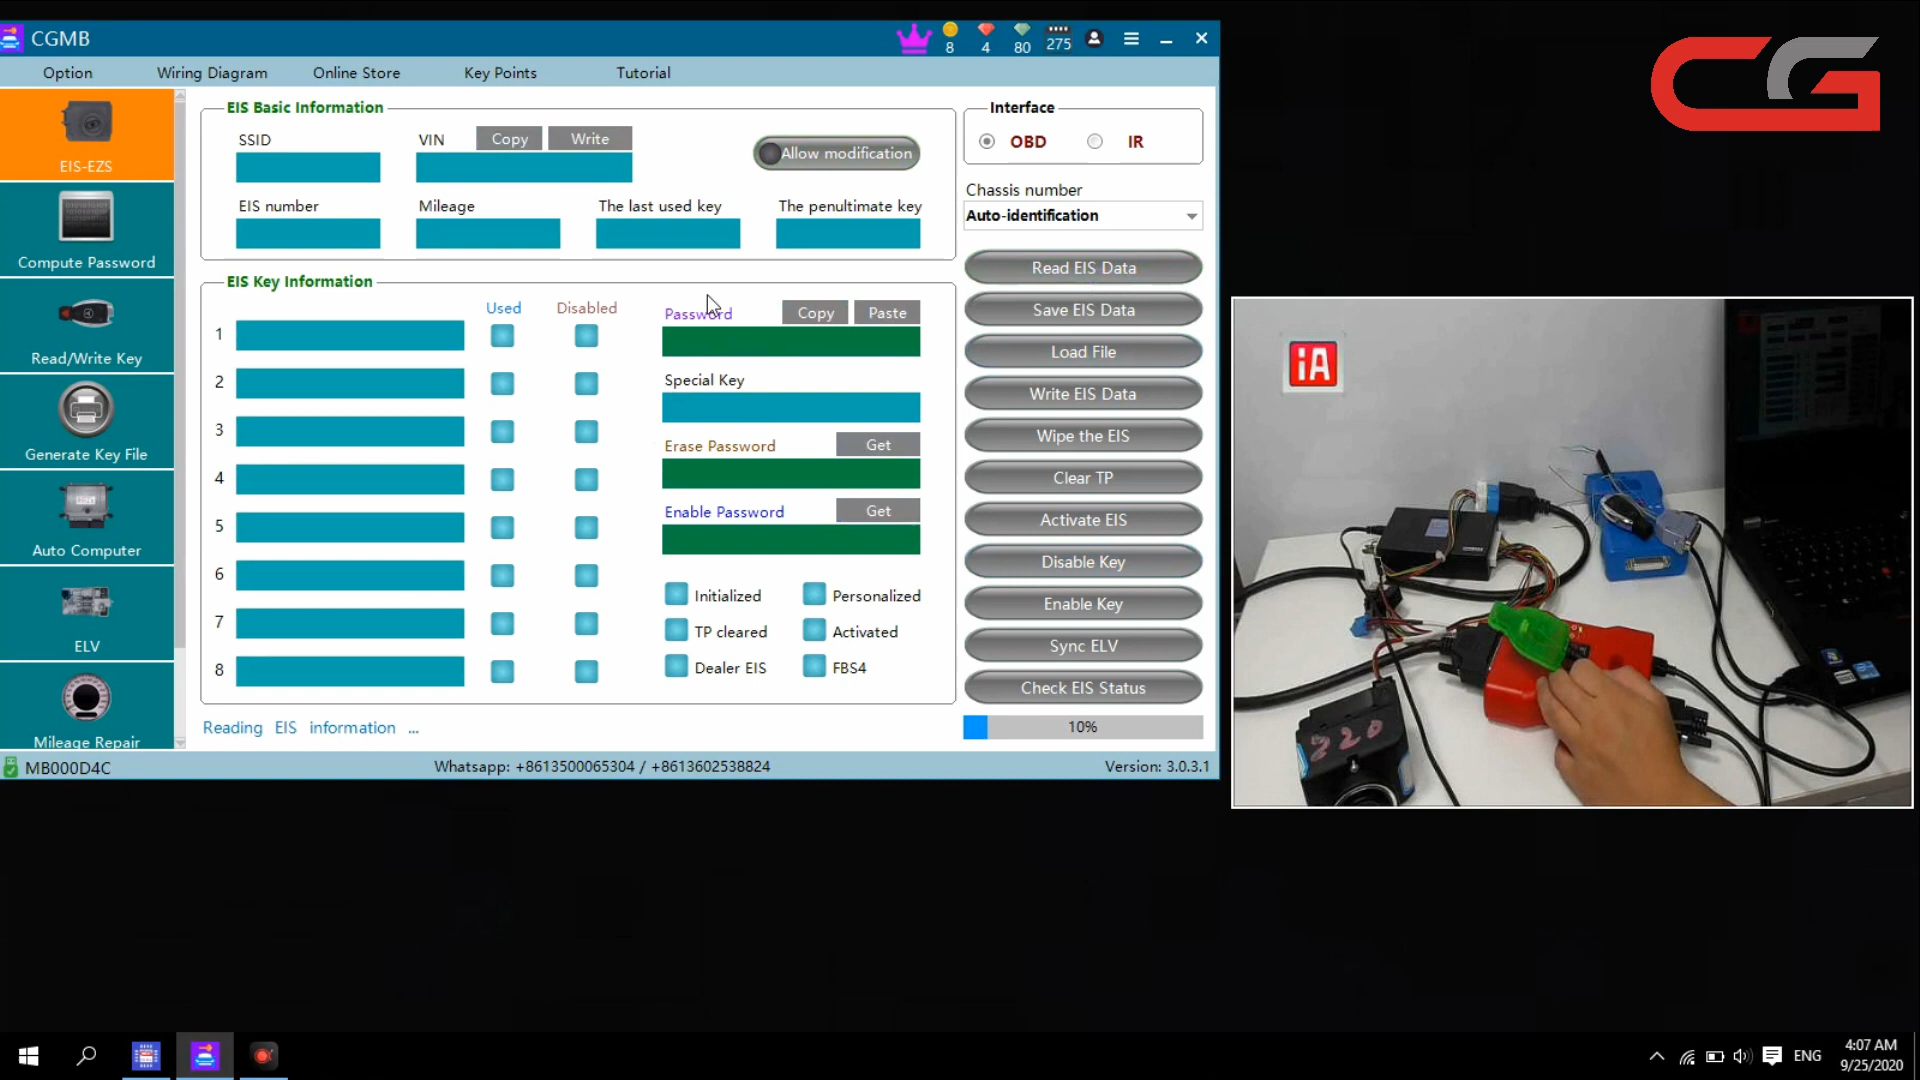 CGMB
8 4 80 275
Option Wiring Diagram Online Store Key Points Tutorial
EIS-EZS
Compute Password
Read/Write Key
Generate Key File
Auto Computer
ELV
Mileage Repair
EIS Basic Information
SSID VIN Copy Write
Allow modification
EIS number Mileage The last used key The penultimate key
EIS Key Information
Used Disabled
1
2
3
4
5
6
7
8
Password Copy Paste
Special Key
Erase Password Get
Enable Password Get
Initialized Personalized
TP cleared Activated
Dealer EIS FBS4
Interface
OBD IR
Chassis number
Auto-identification
Read EIS Data
Save EIS Data
Load File
Write EIS Data
Wipe the EIS
Clear TP
Activate EIS
Disable Key
Enable Key
Sync ELV
Check EIS Status
Reading EIS information ...
10%
MB000D4C
Whatsapp: +8613500065304 / +8613602538824
Version: 3.0.3.1
CG
iA
320
ENG
4:07 AM
9/25/2020